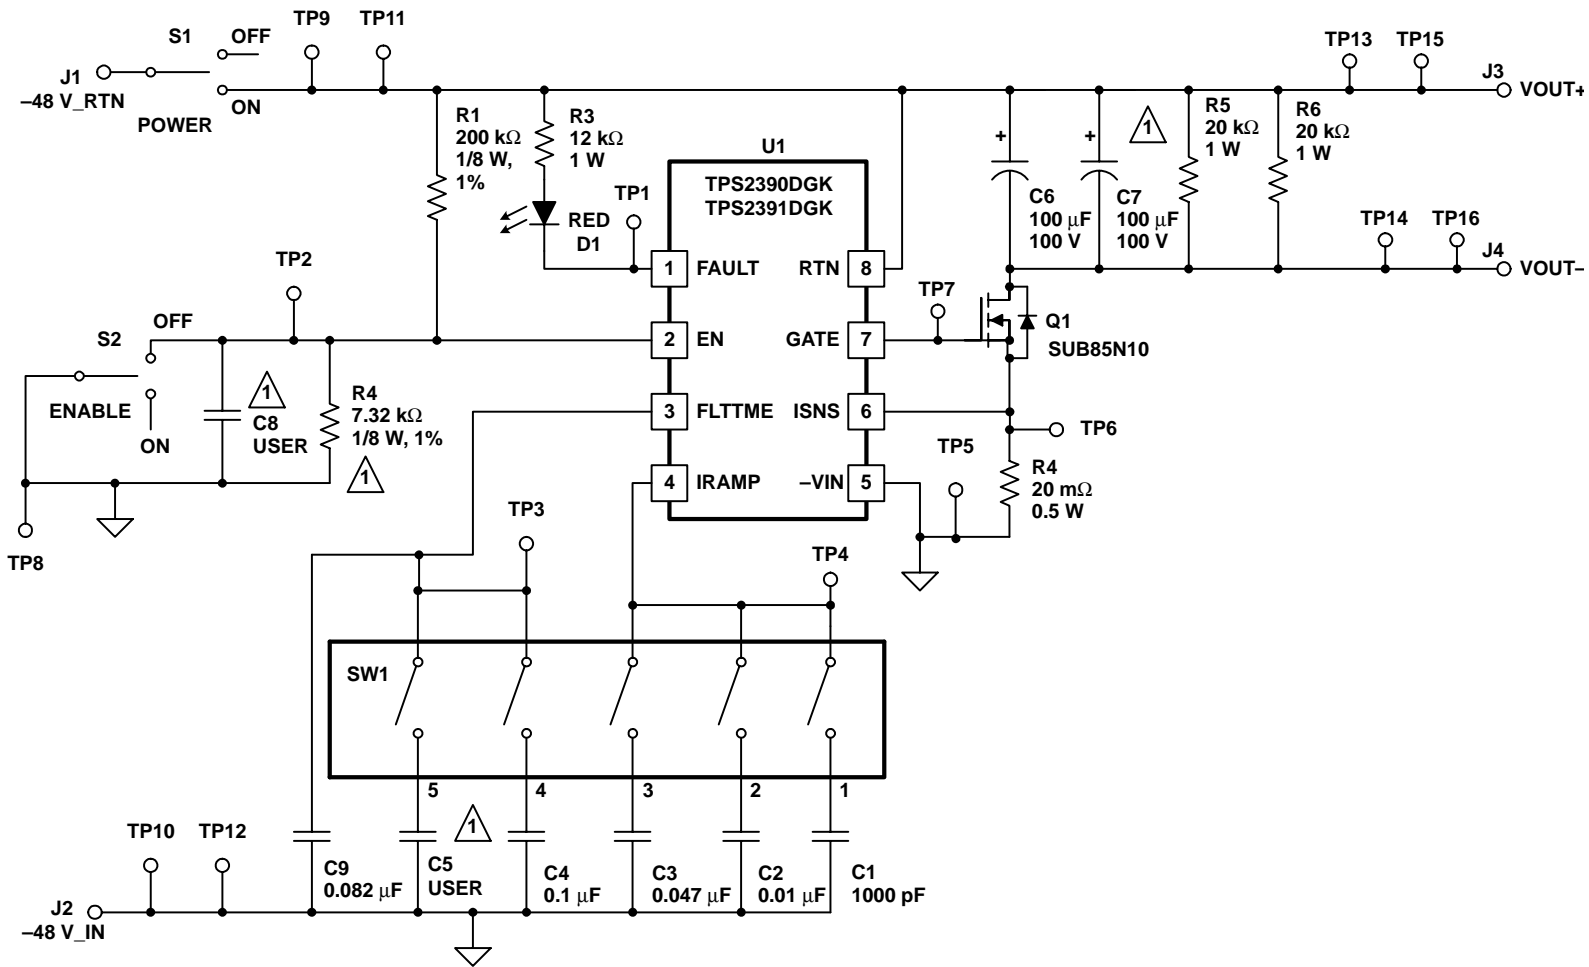 S1
OFF
ON
POWER
J1
–48 V_RTN
TP9
TP11
R1
200 kΩ
1/8 W,
1%
R3
12 kΩ
1 W
RED
D1
TP1
U1
TPS2390DGK
TPS2391DGK
1 FAULT
2 EN
3 FLTTME
4 IRAMP
RTN 8
GATE 7
ISNS 6
–VIN 5
TP13
TP15
J3
VOUT+
1
R5
20 kΩ
1 W
R6
20 kΩ
1 W
+
C6
100 μF
100 V
+
C7
100 μF
100 V
TP14
TP16
J4
VOUT–
TP7
Q1
SUB85N10
TP6
TP5
R4
20 mΩ
0.5 W
TP2
OFF
S2
ENABLE
ON
1
C8
USER
R4
7.32 kΩ
1/8 W, 1%
1
TP8
TP3
TP4
SW1
5
4
3
2
1
1
TP10
TP12
C9
0.082 μF
C5
USER
C4
0.1 μF
C3
0.047 μF
C2
0.01 μF
C1
1000 pF
J2
–48 V_IN